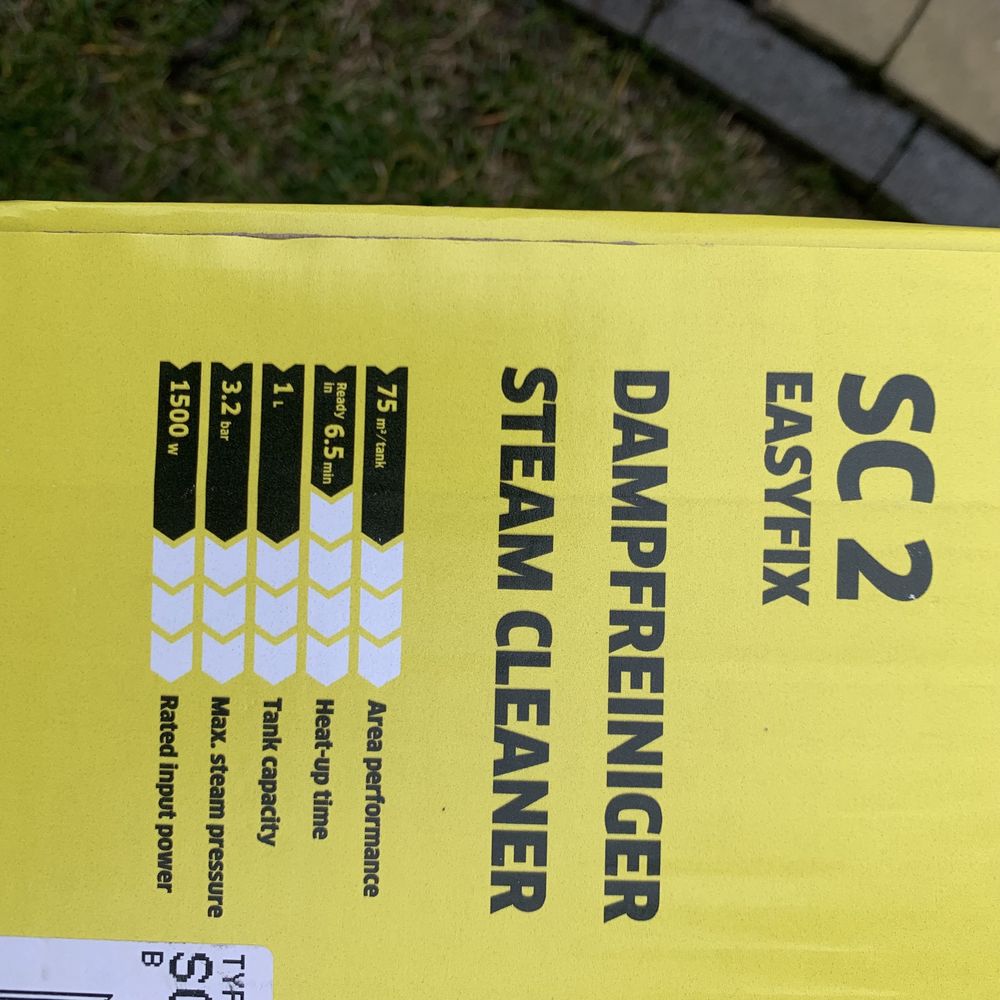 SC 2
EASYFIX
DAMPFREINIGER
STEAM CLEANER
75 m²/tank Area performance
Ready in 6.5 min Heat-up time
1 L Tank capacity
3.2 bar Max. steam pressure
1500 W Rated input power
B